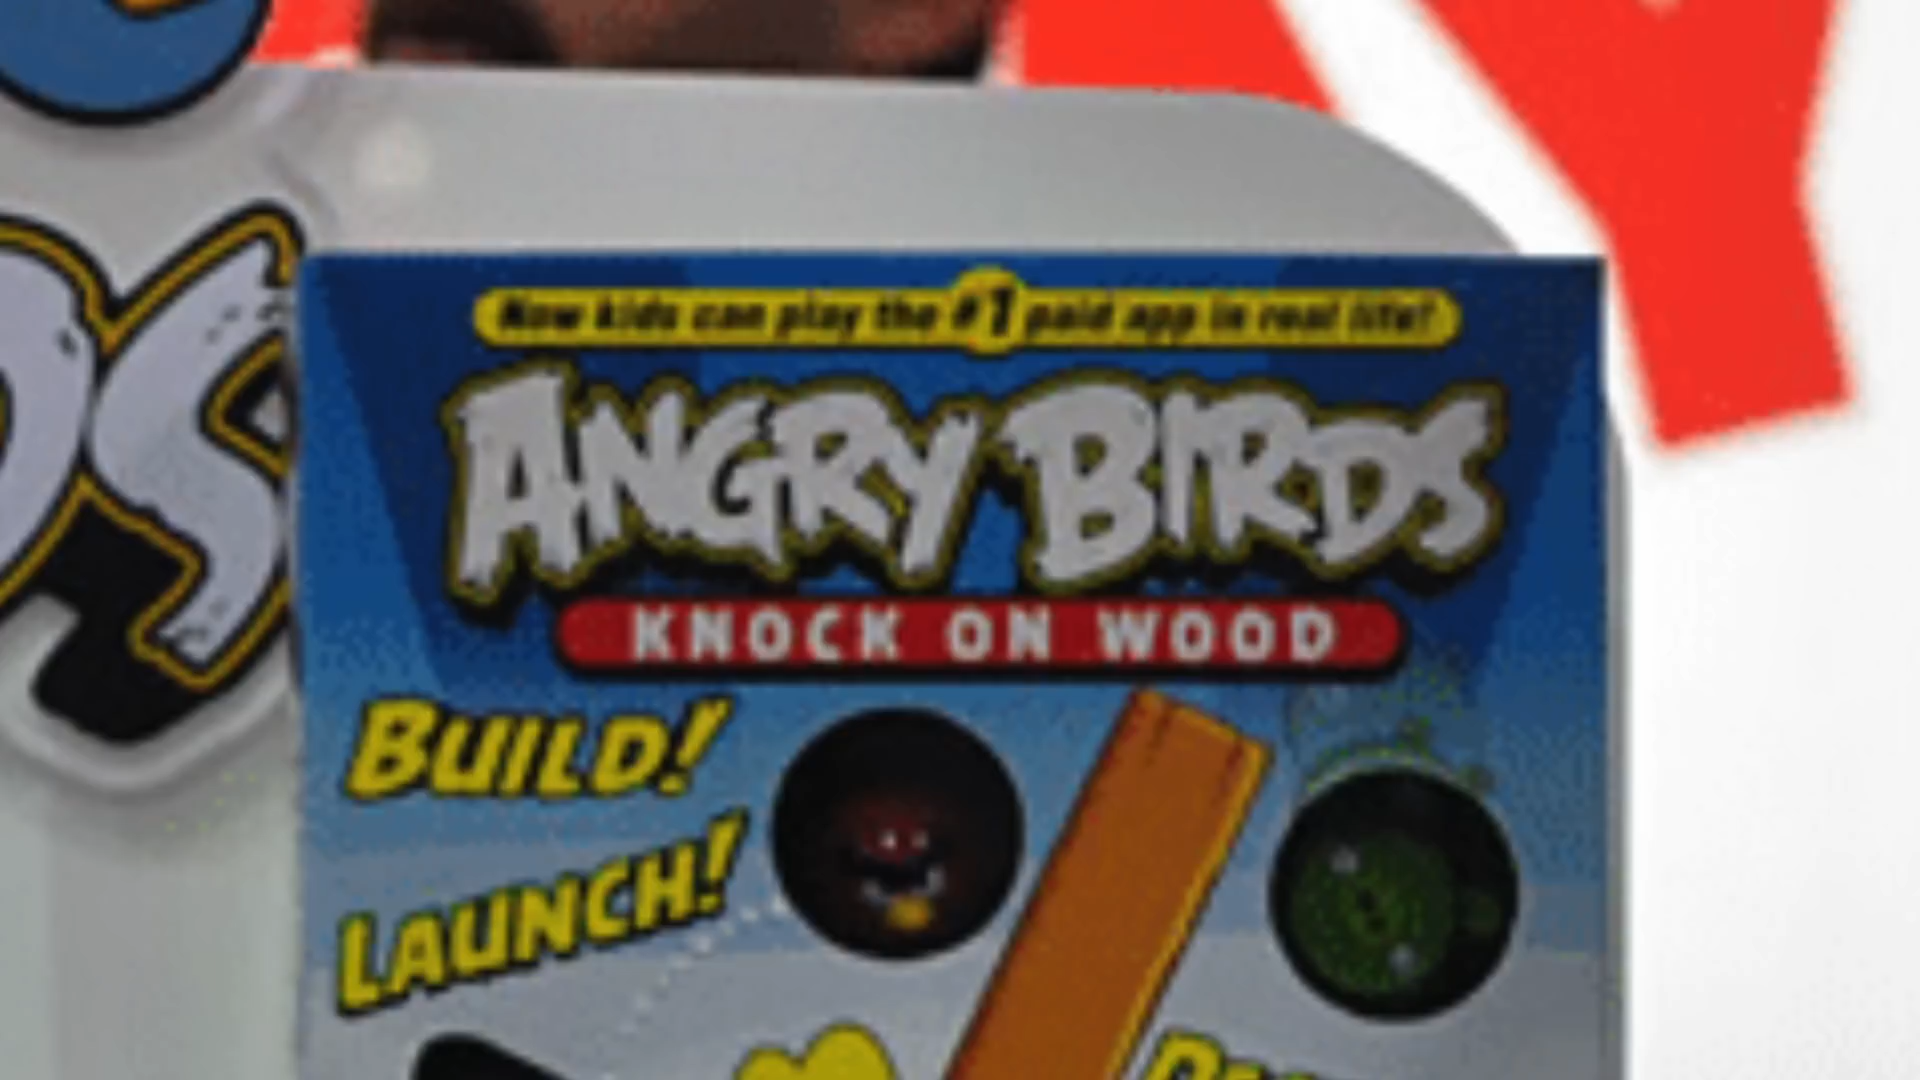 Now kids can play the #1 paid app in real life!
ANGRY BIRDS
KNOCK ON WOOD
BUILD!
LAUNCH!